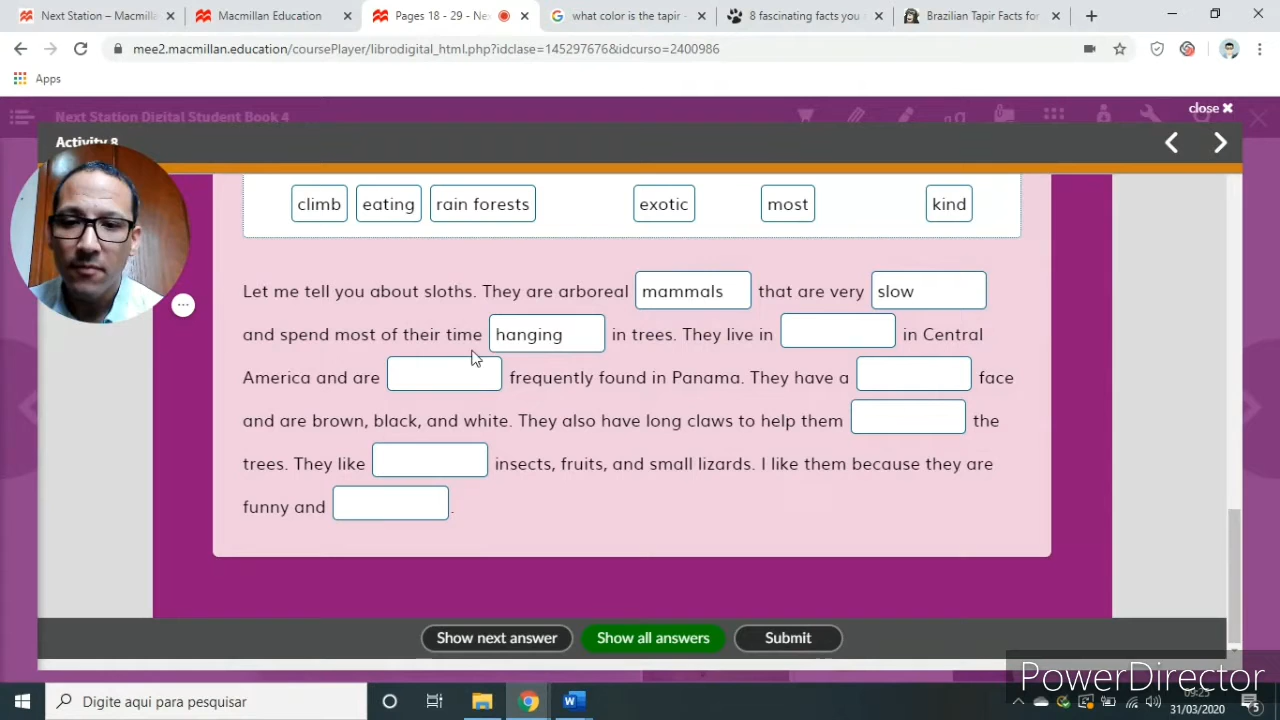 Next Station – Macmilla
Macmillan Education
Pages 18 - 29 - Ne
what color is the tapir -
8 fascinating facts you
Brazilian Tapir Facts for
mee2.macmillan.education/coursePlayer/librodigital_html.php?idclase=145297676&idcurso=2400986
Apps
close ✖
Next Station Digital Student Book 4
Activity 8
climb eating rain forests exotic most kind
Let me tell you about sloths. They are arboreal mammals that are very slow
and spend most of their time hanging in trees. They live in in Central
America and are frequently found in Panama. They have a face
and are brown, black, and white. They also have long claws to help them the
trees. They like insects, fruits, and small lizards. I like them because they are
funny and .
Show next answer Show all answers Submit
PowerDirector
Digite aqui para pesquisar
09:25
31/03/2020
5